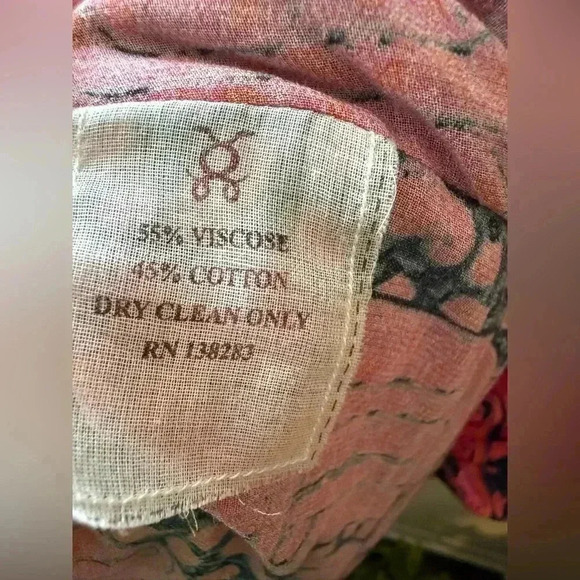 55% VISCOSE
45% COTTON
DRY CLEAN ONLY
RN 138283